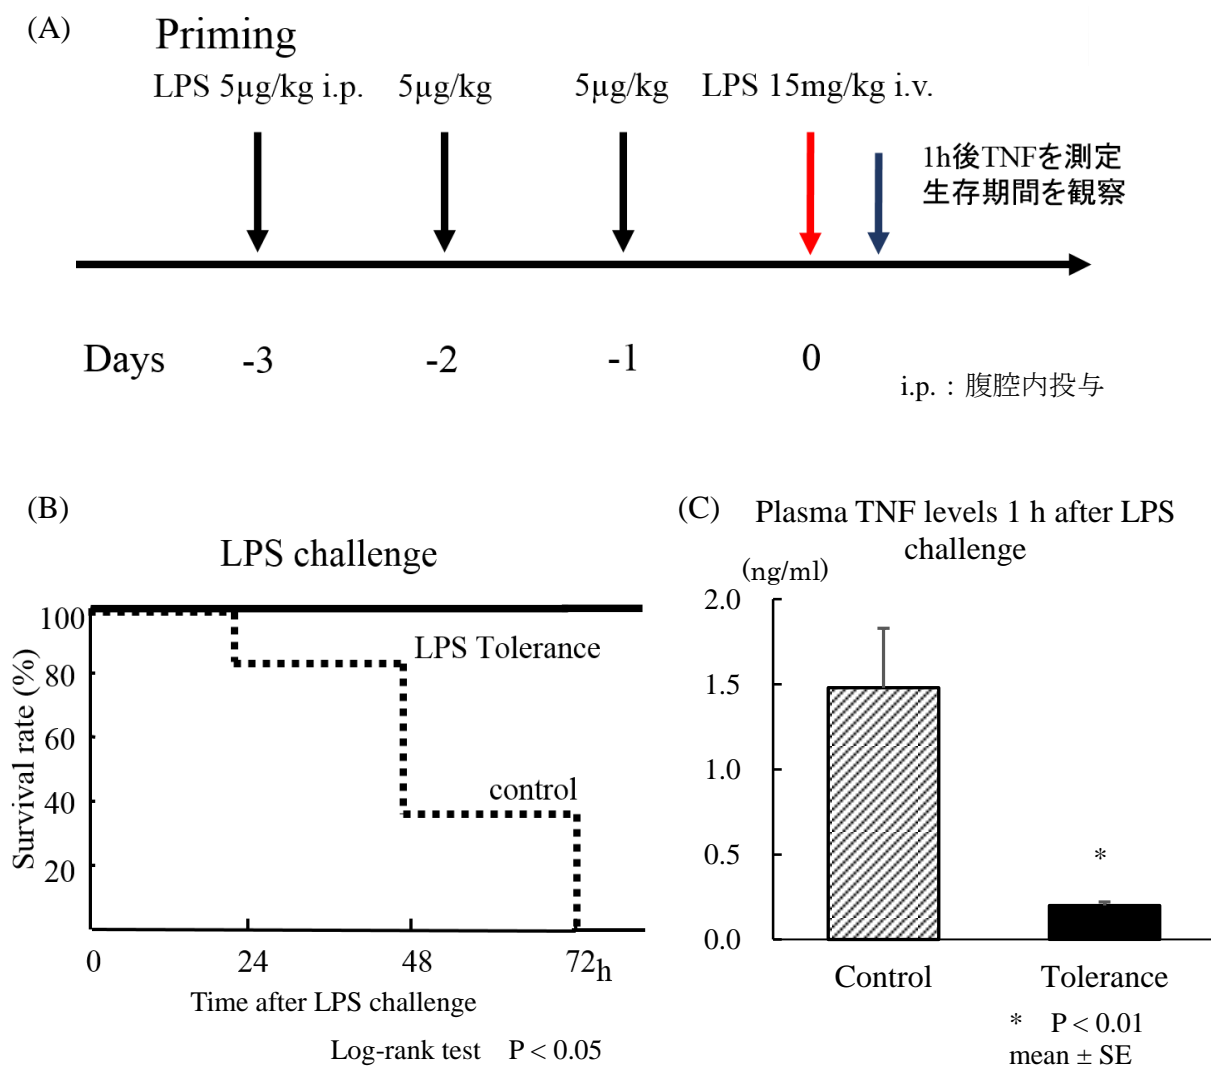 (A)
Priming
LPS 5μg/kg i.p.
5μg/kg
5μg/kg
LPS 15mg/kg i.v.
1h後TNFを測定
生存期間を観察
Days
-3
-2
-1
0
i.p.：腹腔内投与
(B)
LPS challenge
Survival rate (%)
100
80
60
40
20
LPS Tolerance
control
0
24
48
72h
Time after LPS challenge
Log-rank test P < 0.05
(C)
Plasma TNF levels 1 h after LPS
challenge
(ng/ml)
2.0
1.5
1.0
0.5
0.0
*
Control
Tolerance
* P < 0.01
mean ± SE